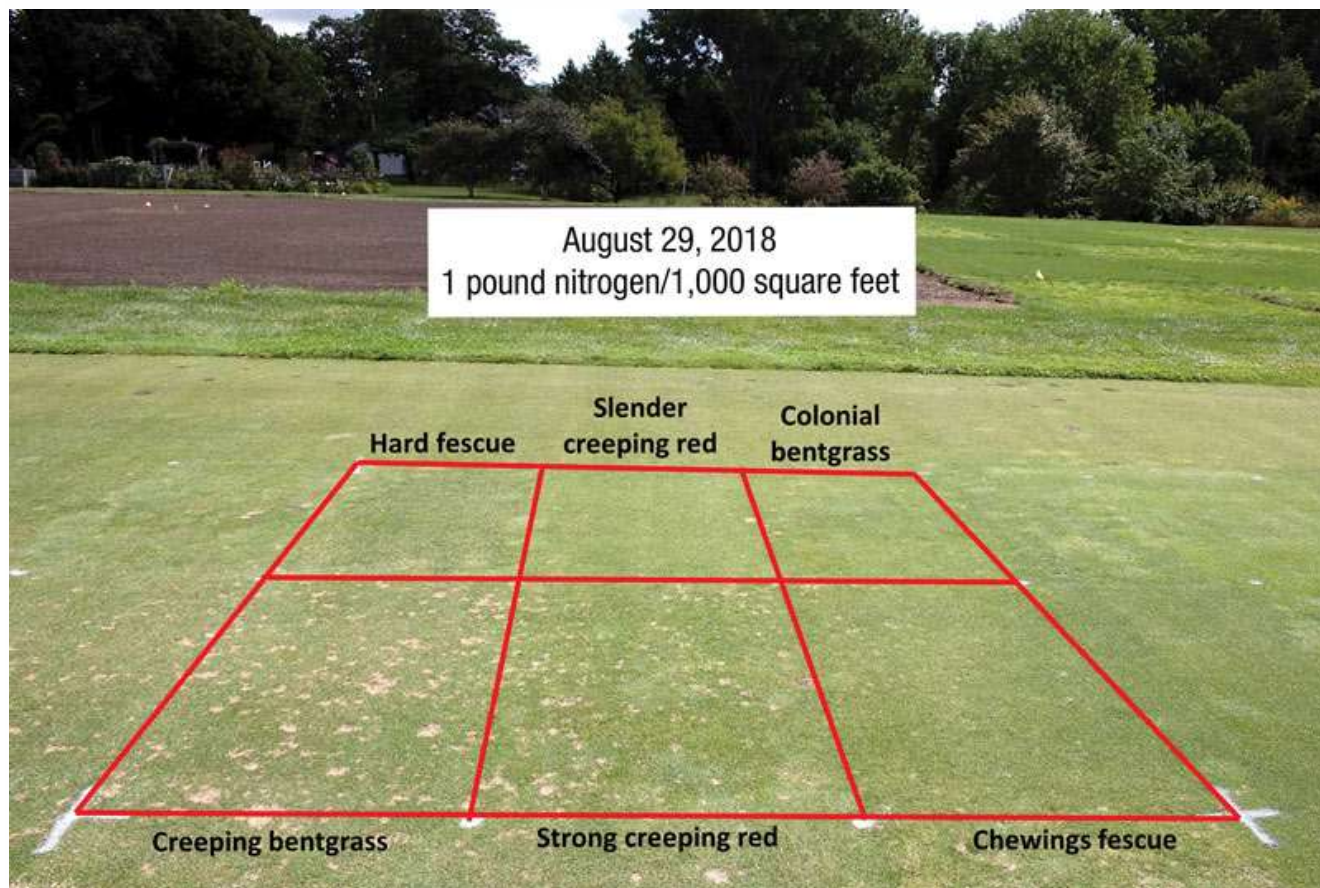 August 29, 2018
1 pound nitrogen/1,000 square feet
Slender
creeping red
Colonial
bentgrass
Hard fescue
Creeping bentgrass
Strong creeping red
Chewings fescue